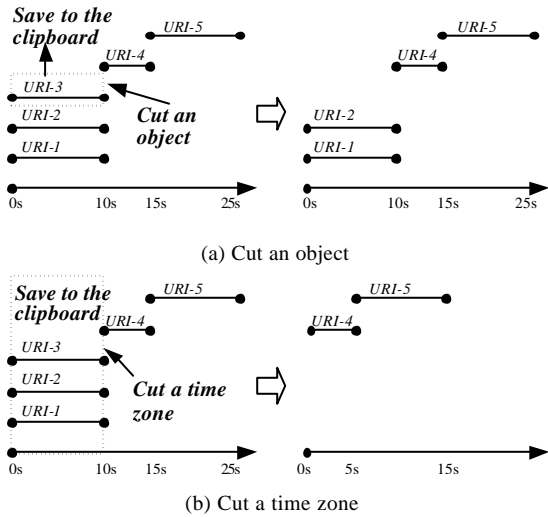 Save to the
clipboard
URI-5
URI-4
URI-3
Cut an
object
URI-2
URI-1
0s 10s 15s 25s
URI-5
URI-4
URI-2
URI-1
0s 10s 15s 25s
(a) Cut an object
Save to the
clipboard
URI-5
URI-4
URI-3
Cut a time
zone
URI-2
URI-1
0s 10s 15s 25s
URI-5
URI-4
0s 5s 15s
(b) Cut a time zone